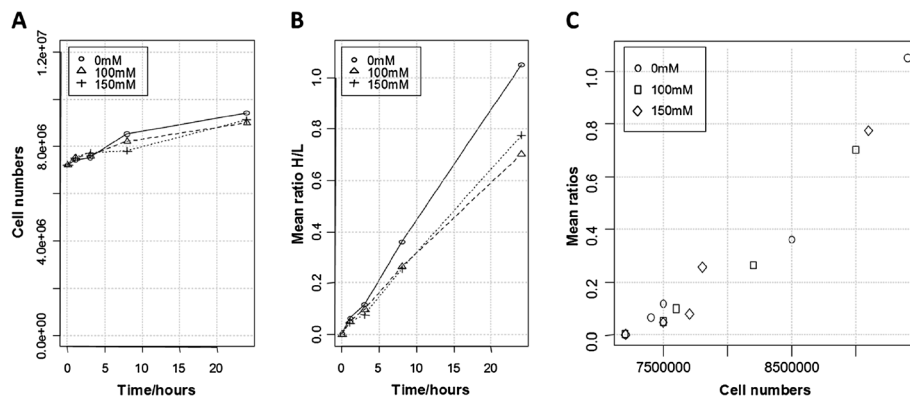 A
0mM
100mM
150mM
Cell numbers
0.0e+00
4.0e+06
8.0e+06
1.2e+07
0 5 10 15 20
Time/hours
B
0mM
100mM
150mM
Mean ratio H/L
0.0
0.2
0.4
0.6
0.8
1.0
0 5 10 15 20
Time/hours
C
0mM
100mM
150mM
Mean ratios
0.0
0.2
0.4
0.6
0.8
1.0
7500000 8500000
Cell numbers